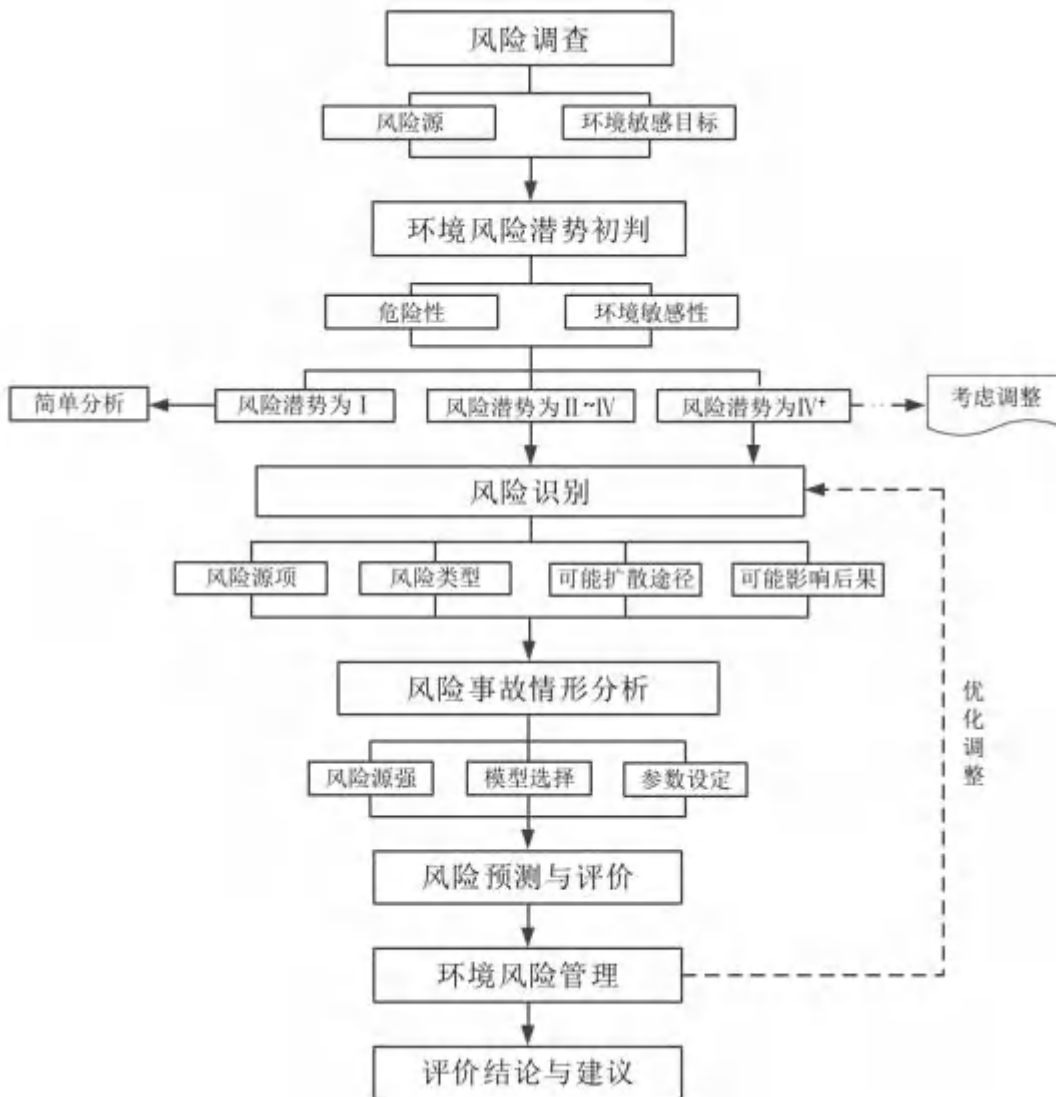 风险调查
风险源
环境敏感目标
环境风险潜势初判
危险性
环境敏感性
简单分析
风险潜势为Ⅰ
风险潜势为Ⅱ~Ⅳ
风险潜势为Ⅳ⁺
考虑调整
风险识别
风险源项
风险类型
可能扩散途径
可能影响后果
风险事故情形分析
风险源强
模型选择
参数设定
优化调整
风险预测与评价
环境风险管理
评价结论与建议